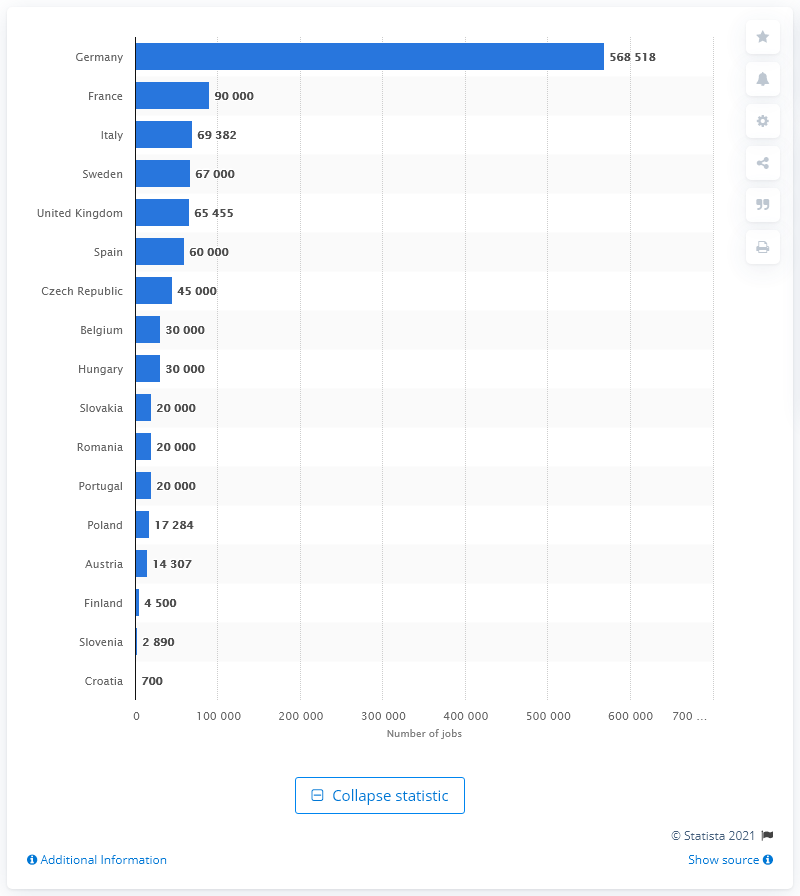 Germany 568 518
France 90 000
Italy 69 382
Sweden 67 000
United Kingdom 65 455
Spain 60 000
Czech Republic 45 000
Belgium 30 000
Hungary 30 000
Slovakia 20 000
Romania 20 000
Portugal 20 000
Poland 17 284
Austria 14 307
Finland 4 500
Slovenia 2 890
Croatia 700
0 100 000 200 000 300 000 400 000 500 000 600 000 700 ...
Number of jobs
Collapse statistic
© Statista 2021
Additional Information Show source